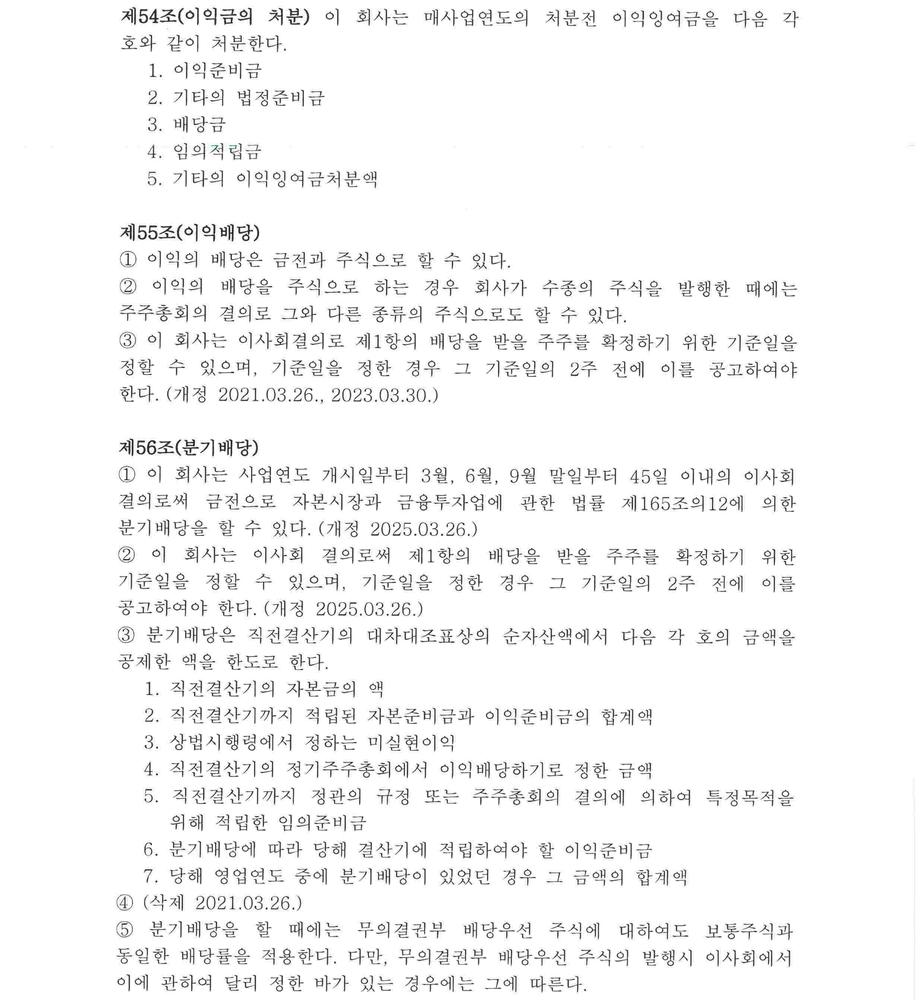 제54조(이익금의 처분) 이 회사는 매사업연도의 처분전 이익잉여금을 다음 각
호와 같이 처분한다.
1. 이익준비금
2. 기타의 법정준비금
3. 배당금
4. 임의적립금
5. 기타의 이익잉여금처분액
제55조(이익배당)
① 이익의 배당은 금전과 주식으로 할 수 있다.
② 이익의 배당을 주식으로 하는 경우 회사가 수종의 주식을 발행한 때에는
주주총회의 결의로 그와 다른 종류의 주식으로도 할 수 있다.
③ 이 회사는 이사회결의로 제1항의 배당을 받을 주주를 확정하기 위한 기준일을
정할 수 있으며, 기준일을 정한 경우 그 기준일의 2주 전에 이를 공고하여야
한다. (개정 2021.03.26., 2023.03.30.)
제56조(분기배당)
① 이 회사는 사업연도 개시일부터 3월, 6월, 9월 말일부터 45일 이내의 이사회
결의로써 금전으로 자본시장과 금융투자업에 관한 법률 제165조의12에 의한
분기배당을 할 수 있다. (개정 2025.03.26.)
② 이 회사는 이사회 결의로써 제1항의 배당을 받을 주주를 확정하기 위한
기준일을 정할 수 있으며, 기준일을 정한 경우 그 기준일의 2주 전에 이를
공고하여야 한다. (개정 2025.03.26.)
③ 분기배당은 직전결산기의 대차대조표상의 순자산액에서 다음 각 호의 금액을
공제한 액을 한도로 한다.
1. 직전결산기의 자본금의 액
2. 직전결산기까지 적립된 자본준비금과 이익준비금의 합계액
3. 상법시행령에서 정하는 미실현이익
4. 직전결산기의 정기주주총회에서 이익배당하기로 정한 금액
5. 직전결산기까지 정관의 규정 또는 주주총회의 결의에 의하여 특정목적을
위해 적립한 임의준비금
6. 분기배당에 따라 당해 결산기에 적립하여야 할 이익준비금
7. 당해 영업연도 중에 분기배당이 있었던 경우 그 금액의 합계액
④ (삭제 2021.03.26.)
⑤ 분기배당을 할 때에는 무의결권부 배당우선 주식에 대하여도 보통주식과
동일한 배당률을 적용한다. 다만, 무의결권부 배당우선 주식의 발행시 이사회에서
이에 관하여 달리 정한 바가 있는 경우에는 그에 따른다.